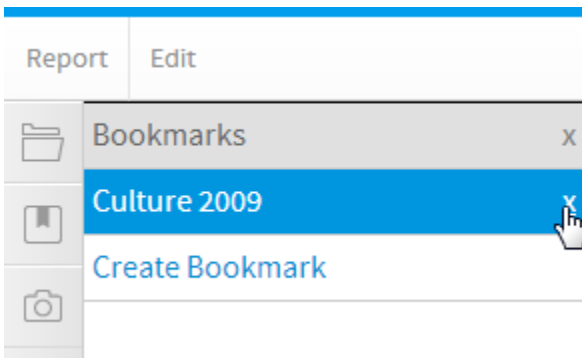 Report Edit
Bookmarks x
Culture 2009 x
Create Bookmark